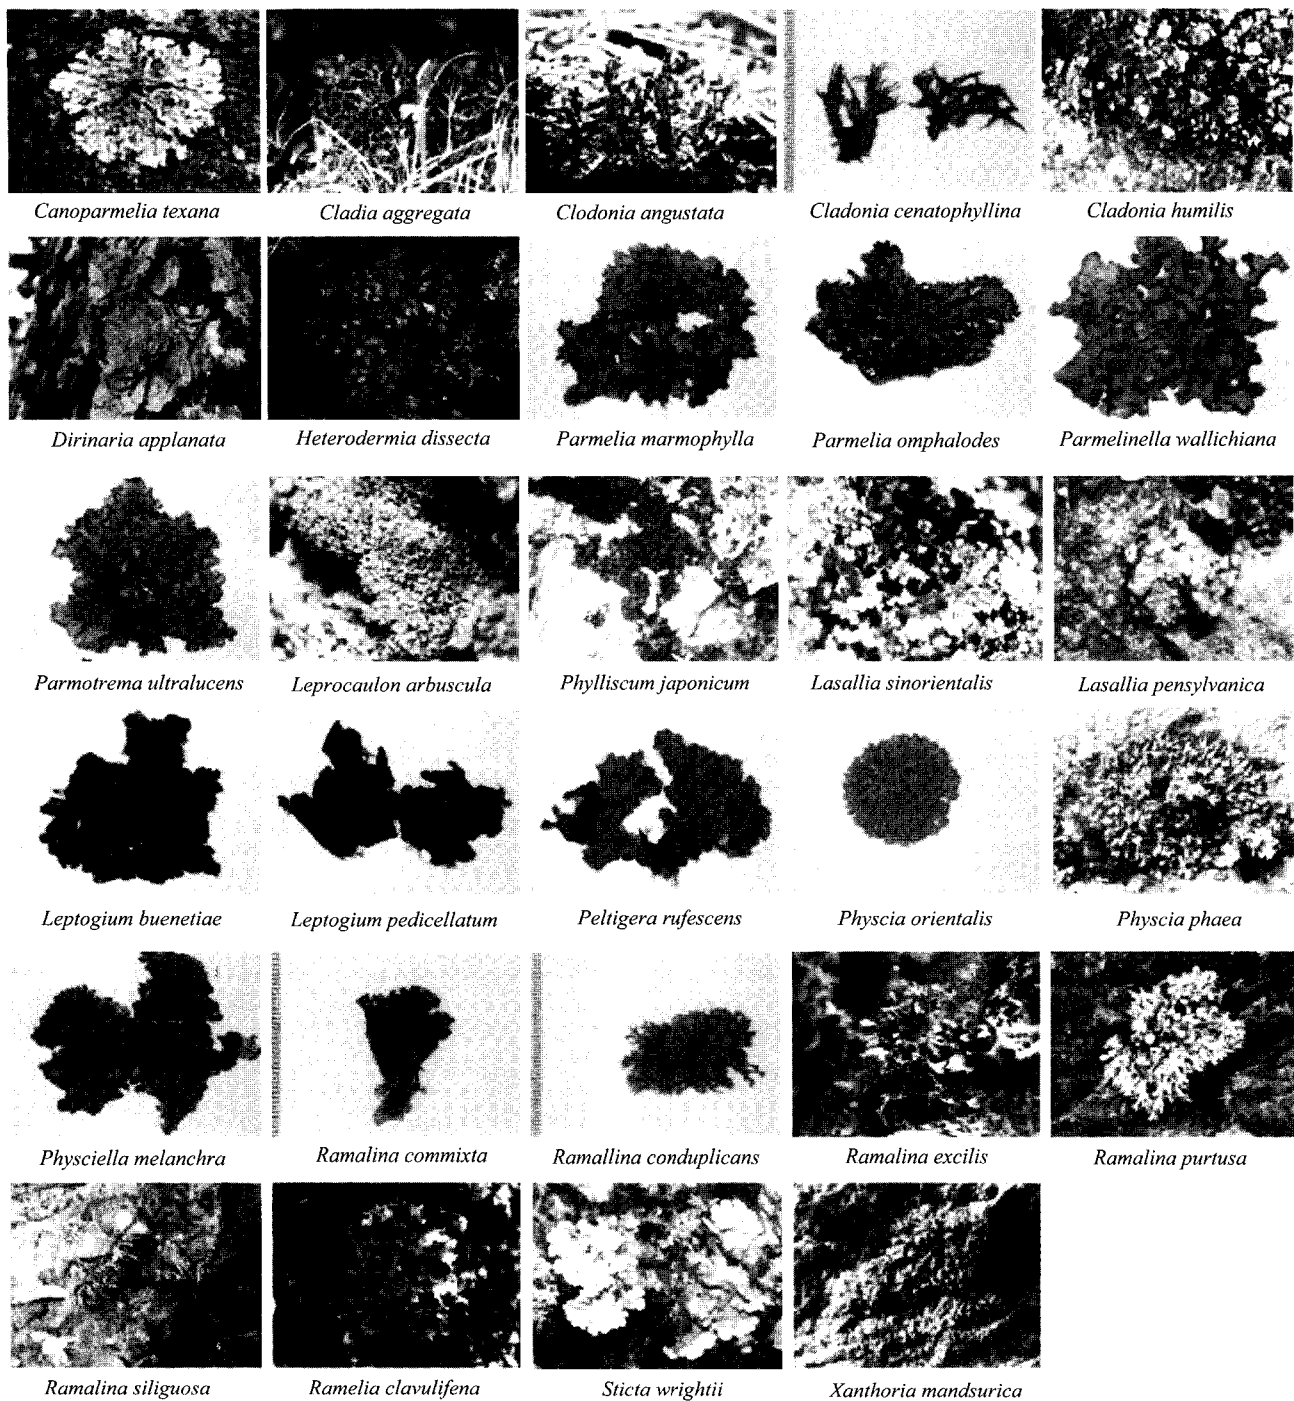 Canoparmelia texana
Cladia aggregata
Clodonia angustata
Cladonia cenatophyllina
Cladonia humilis
Dirinaria applanata
Heterodermia dissecta
Parmelia marmophylla
Parmelia omphalodes
Parmelinella wallichiana
Parmotrema ultralucens
Leprocaulon arbuscula
Phylliscum japonicum
Lasallia sinorientalis
Lasallia pensylvanica
Leptogium buenetiae
Leptogium pedicellatum
Peltigera rufescens
Physcia orientalis
Physcia phaea
Physciella melanchra
Ramalina commixta
Ramallina conduplicans
Ramalina excilis
Ramalina purtusa
Ramalina siliguosa
Ramelia clavulifena
Sticta wrightii
Xanthoria mandsurica